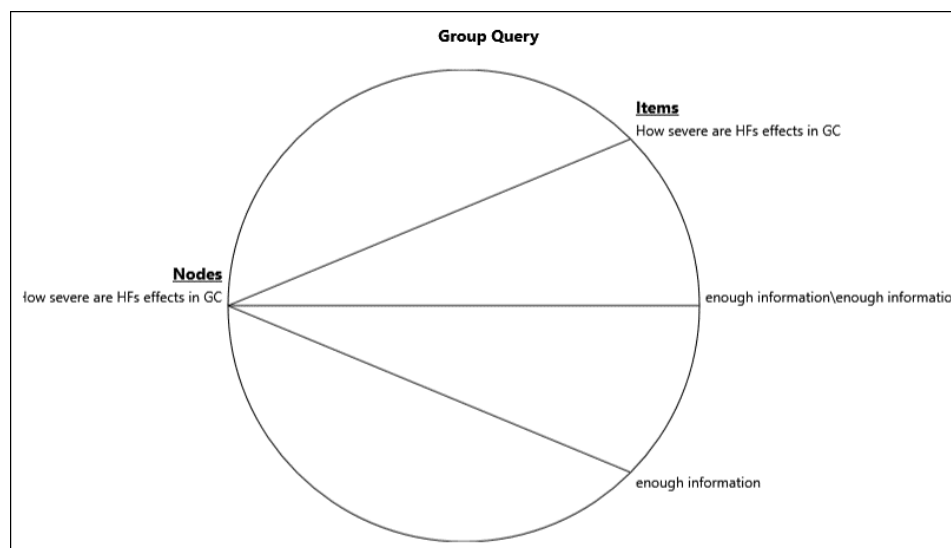 Group Query
Items
How severe are HFs effects in GC
Nodes
How severe are HFs effects in GC
enough information\enough informatio
enough information